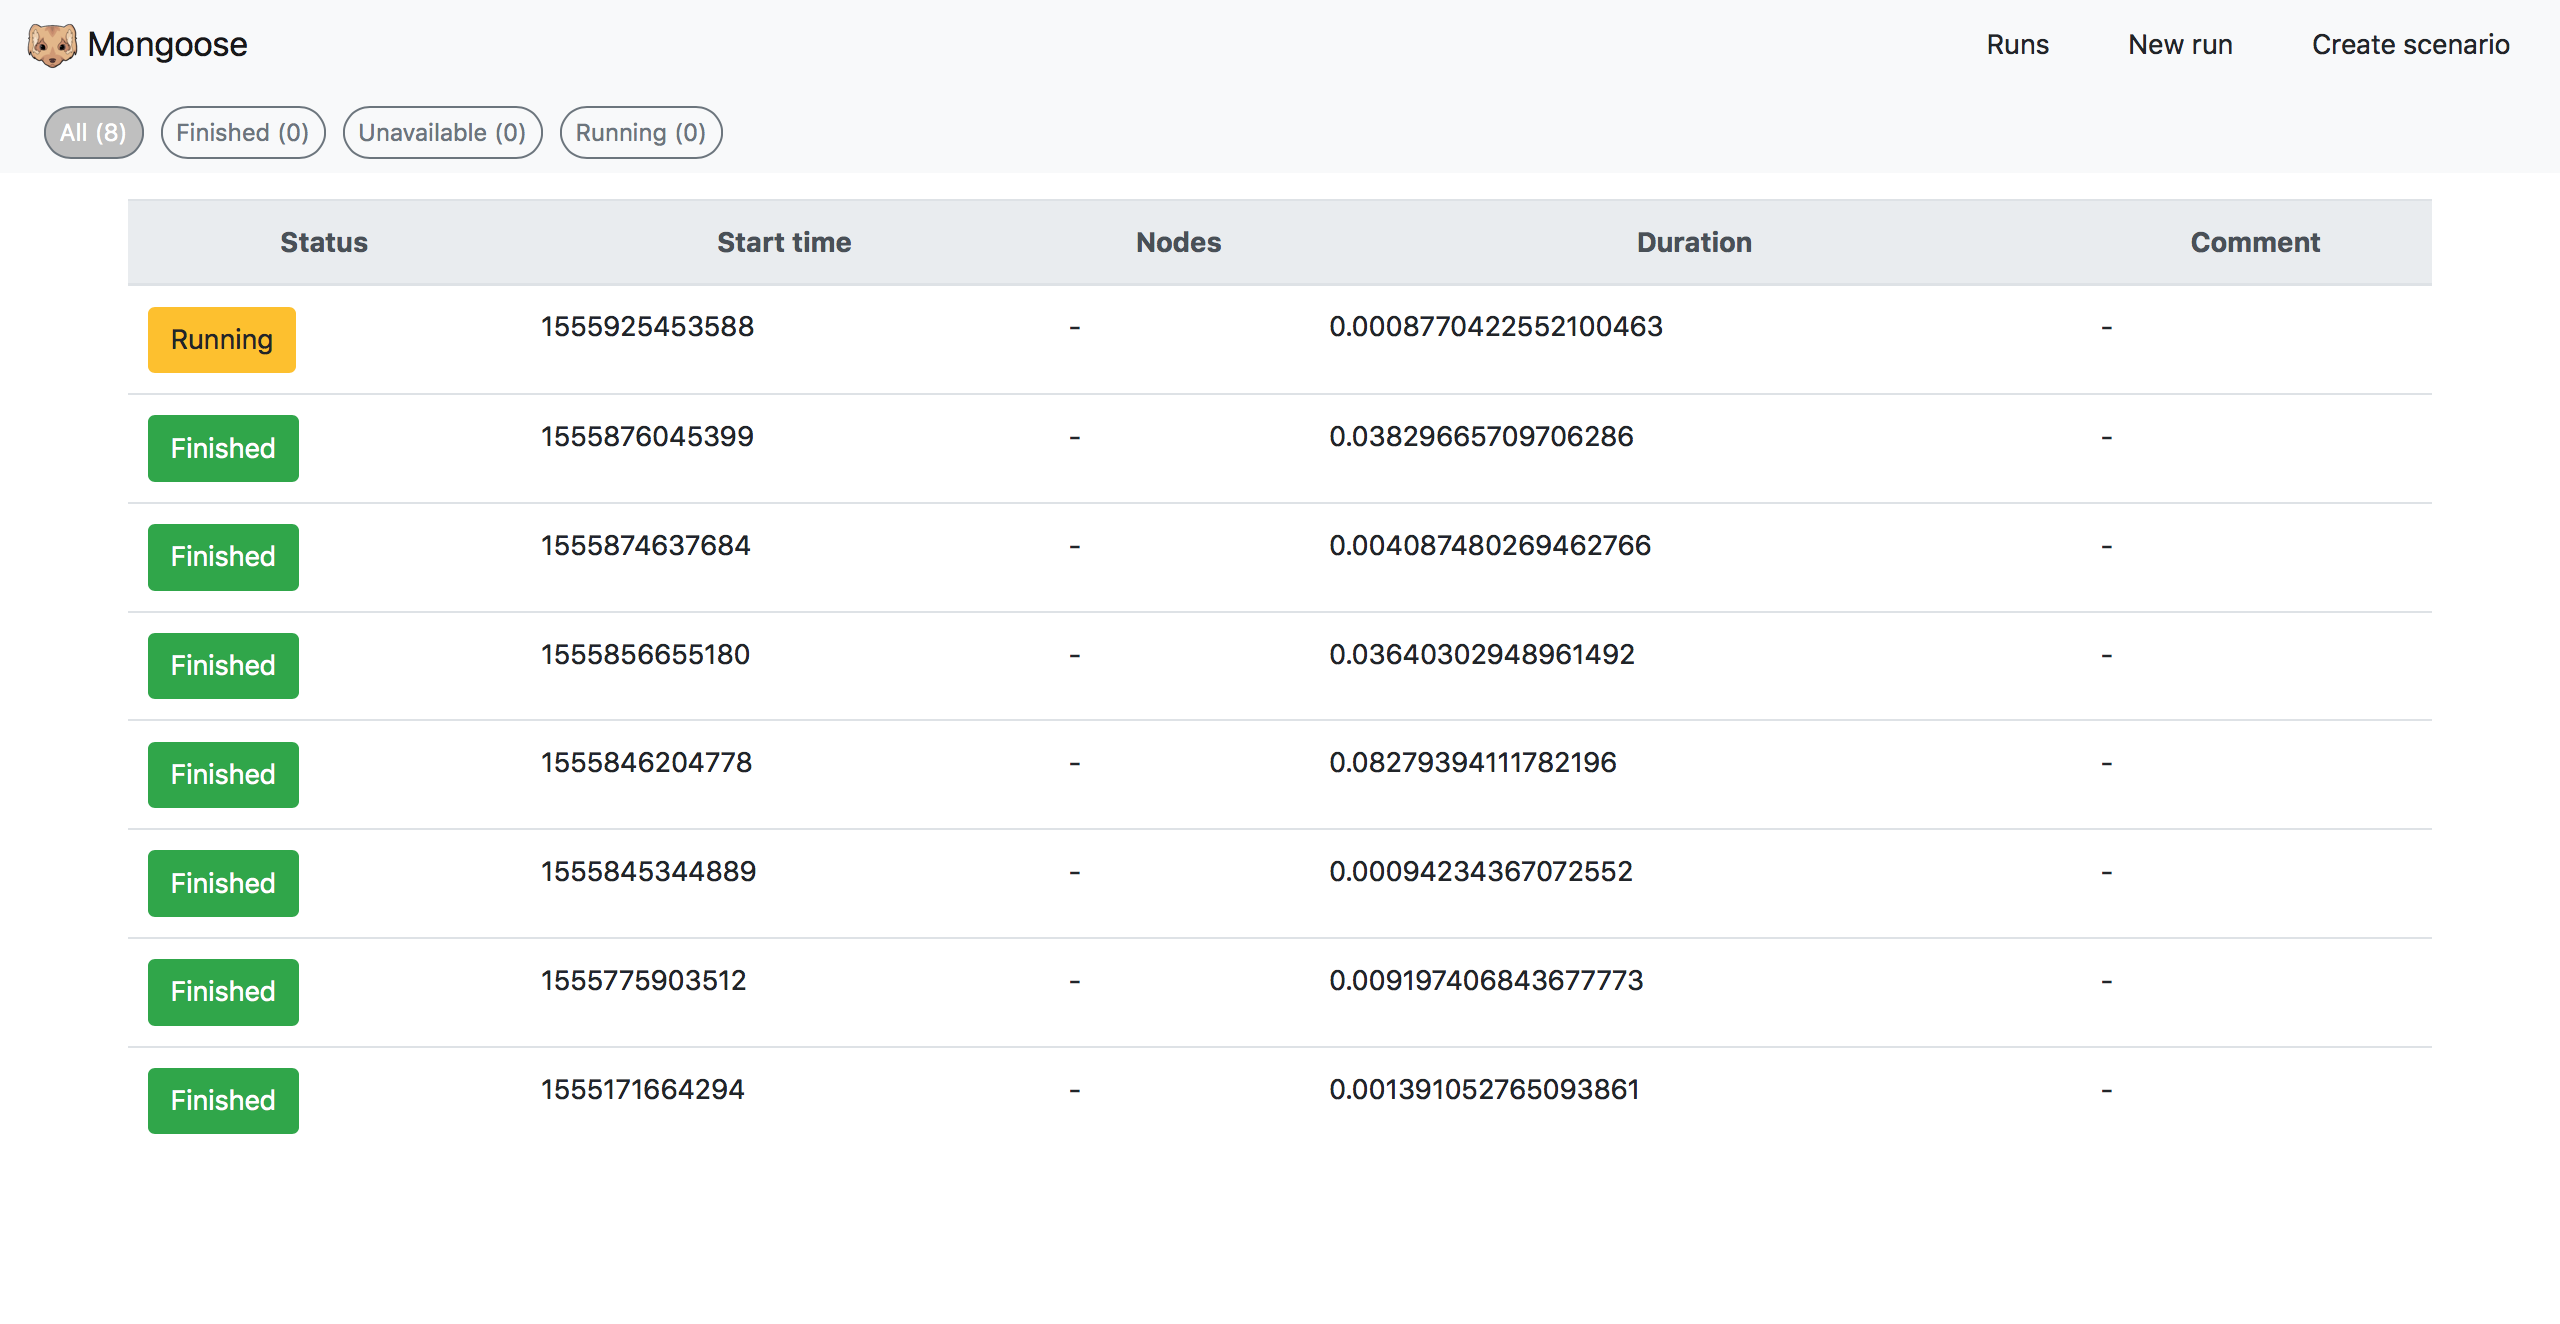 Mongoose Runs New run Create scenario
All (8) Finished (0) Unavailable (0) Running (0)
Status Start time Nodes Duration Comment
Running 1555925453588 - 0.0008770422552100463 -
Finished 1555876045399 - 0.03829665709706286 -
Finished 1555874637684 - 0.004087480269462766 -
Finished 1555856655180 - 0.03640302948961492 -
Finished 1555846204778 - 0.08279394111782196 -
Finished 1555845344889 - 0.00094234367072552 -
Finished 1555775903512 - 0.009197406843677773 -
Finished 1555171664294 - 0.001391052765093861 -